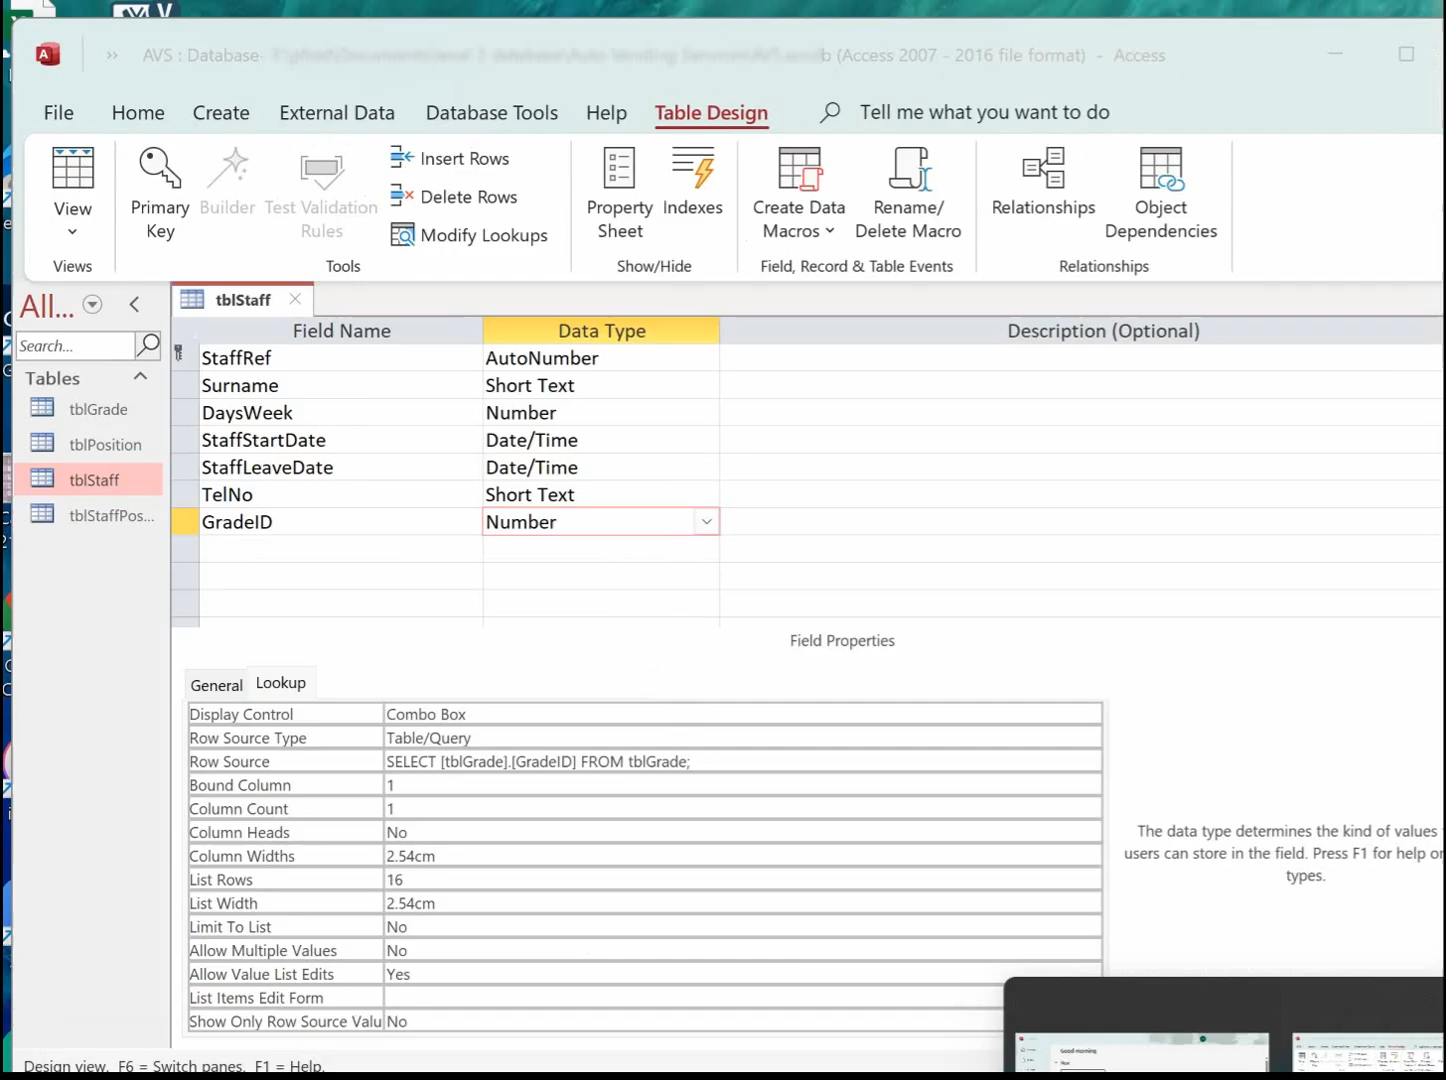 AVS : Database-
b (Access 2007 - 2016 file format) - Access
File Home Create External Data Database Tools Help Table Design Tell me what you want to do
View
Primary Key
Builder
Test Validation Rules
Insert Rows
Delete Rows
Modify Lookups
Property Sheet
Indexes
Create Data Macros
Rename/ Delete Macro
Relationships
Object Dependencies
Views Tools Show/Hide Field, Record & Table Events Relationships
All...
Search...
Tables
tblGrade
tblPosition
tblStaff
tblStaffPos...
tblStaff
Field Name Data Type Description (Optional)
StaffRef AutoNumber
Surname Short Text
DaysWeek Number
StaffStartDate Date/Time
StaffLeaveDate Date/Time
TelNo Short Text
GradeID Number
Field Properties
General Lookup
Display Control Combo Box
Row Source Type Table/Query
Row Source SELECT [tblGrade].[GradeID] FROM tblGrade;
Bound Column 1
Column Count 1
Column Heads No
Column Widths 2.54cm
List Rows 16
List Width 2.54cm
Limit To List No
Allow Multiple Values No
Allow Value List Edits Yes
List Items Edit Form
Show Only Row Source Valu No
The data type determines the kind of values
users can store in the field. Press F1 for help or
types.
Good morning
Design view. F6 = Switch panes. F1 = Help.